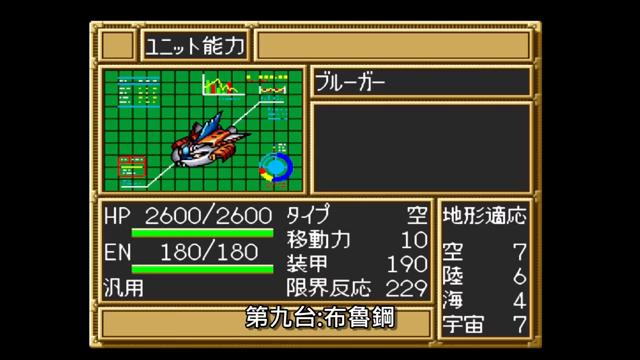 ユニット能力
ブルーガー
HP 2600/2600 タイプ 空
移動力 10
EN 180/180 装甲 190
汎用 限界反応 229
地形適応
空 7
陸 6
海 4
宇宙 7
第九台:布魯鋼